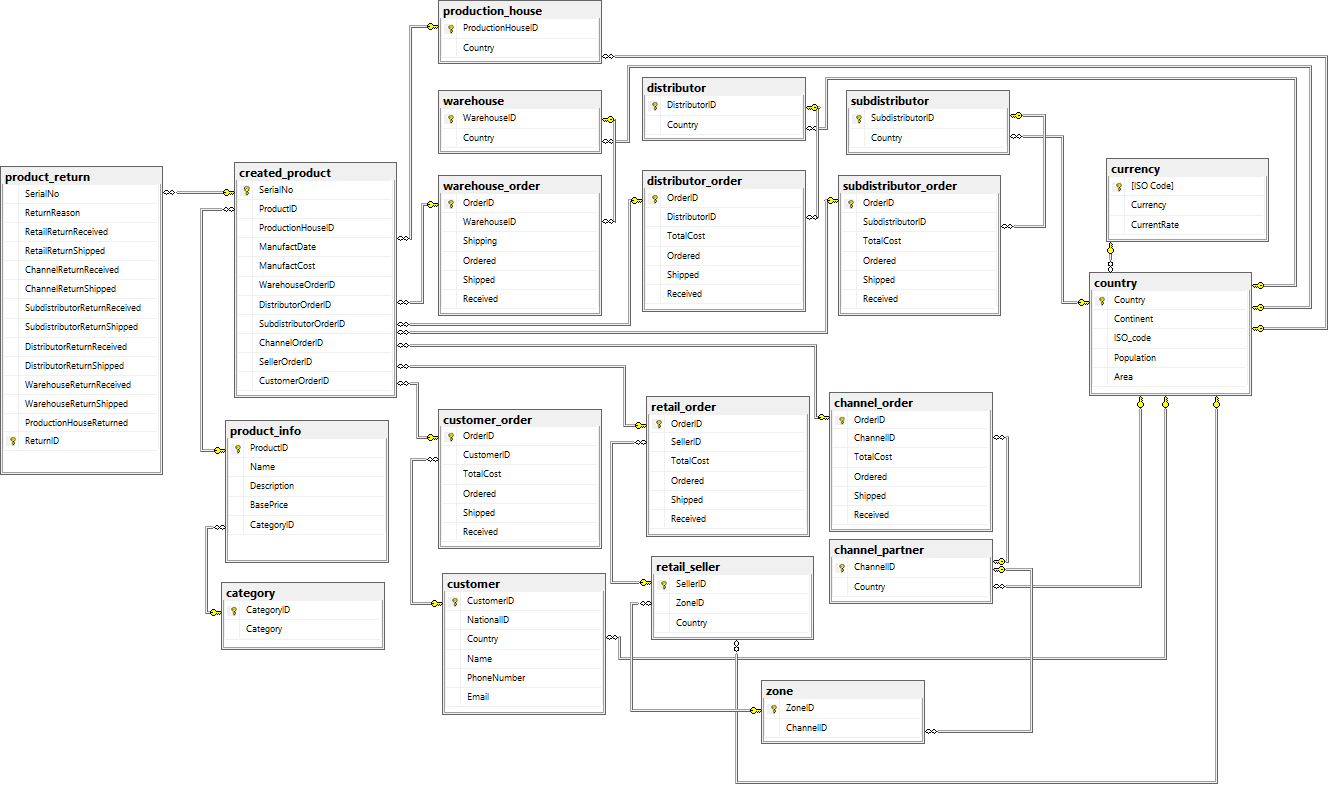 production_house
ProductionHouseID
Country
warehouse
WarehouseID
Country
distributor
DistributorID
Country
subdistributor
SubdistributorID
Country
product_return
SerialNo
ReturnReason
RetailReturnReceived
RetailReturnShipped
ChannelReturnReceived
ChannelReturnShipped
SubdistributorReturnReceived
SubdistributorReturnShipped
DistributorReturnReceived
DistributorReturnShipped
WarehouseReturnReceived
WarehouseReturnShipped
ProductionHouseReturned
ReturnID
created_product
SerialNo
ProductID
ProductionHouseID
ManufactDate
ManufactCost
WarehouseOrderID
DistributorOrderID
SubdistributorOrderID
ChannelOrderID
SellerOrderID
CustomerOrderID
warehouse_order
OrderID
WarehouseID
Shipping
Ordered
Shipped
Received
distributor_order
OrderID
DistributorID
TotalCost
Ordered
Shipped
Received
subdistributor_order
OrderID
SubdistributorID
TotalCost
Ordered
Shipped
Received
currency
[ISO Code]
Currency
CurrentRate
country
Country
Continent
ISO_code
Population
Area
product_info
ProductID
Name
Description
BasePrice
CategoryID
customer_order
OrderID
CustomerID
TotalCost
Ordered
Shipped
Received
retail_order
OrderID
SellerID
TotalCost
Ordered
Shipped
Received
channel_order
OrderID
ChannelID
TotalCost
Ordered
Shipped
Received
category
CategoryID
Category
customer
CustomerID
NationalID
Country
Name
PhoneNumber
Email
retail_seller
SellerID
ZoneID
Country
channel_partner
ChannelID
Country
zone
ZoneID
ChannelID